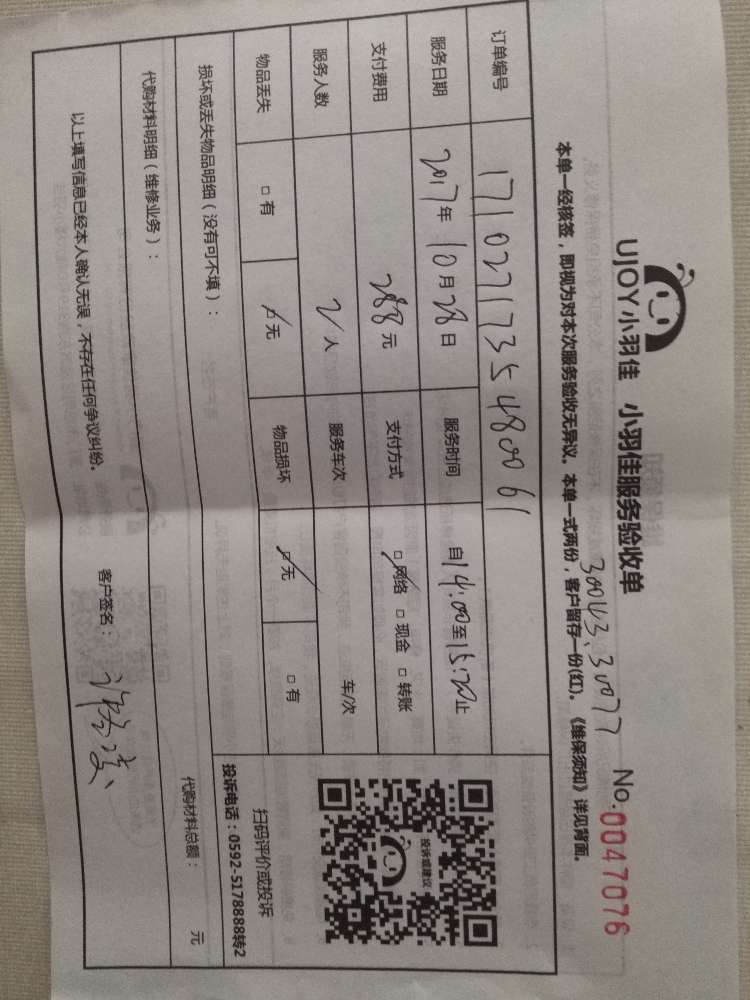 UJOY小羽佳 小羽佳服务验收单 No.0047076
30043、30077
本单一经核签，即视为对本次服务验收无异议。本单一式两份，客户留存一份(红)。《维保须知》详见背面。
订单编号 1710271735480061
服务日期 2017年10月28日 服务时间 自14:00至15:20止
支付费用 288元 支付方式 □网络 □现金 □转账
服务人数 2人 服务车次 车/次
物品丢失 □有 □无 物品损坏 □无 □有
投诉或建议
扫码评价或投诉
投诉电话：0592-5178888转2
损坏或丢失物品明细（没有可不填）：
代购材料明细（维修业务）： 代购材料总额： 元
以上填写信息已经本人确认无误，不存在任何争议纠纷。 客户签名：